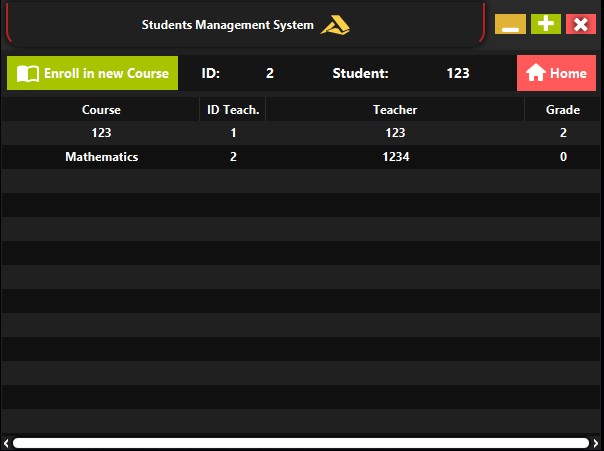 Students Management System
Enroll in new Course ID: 2 Student: 123 Home
Course ID Teach. Teacher Grade
123 1 123 2
Mathematics 2 1234 0